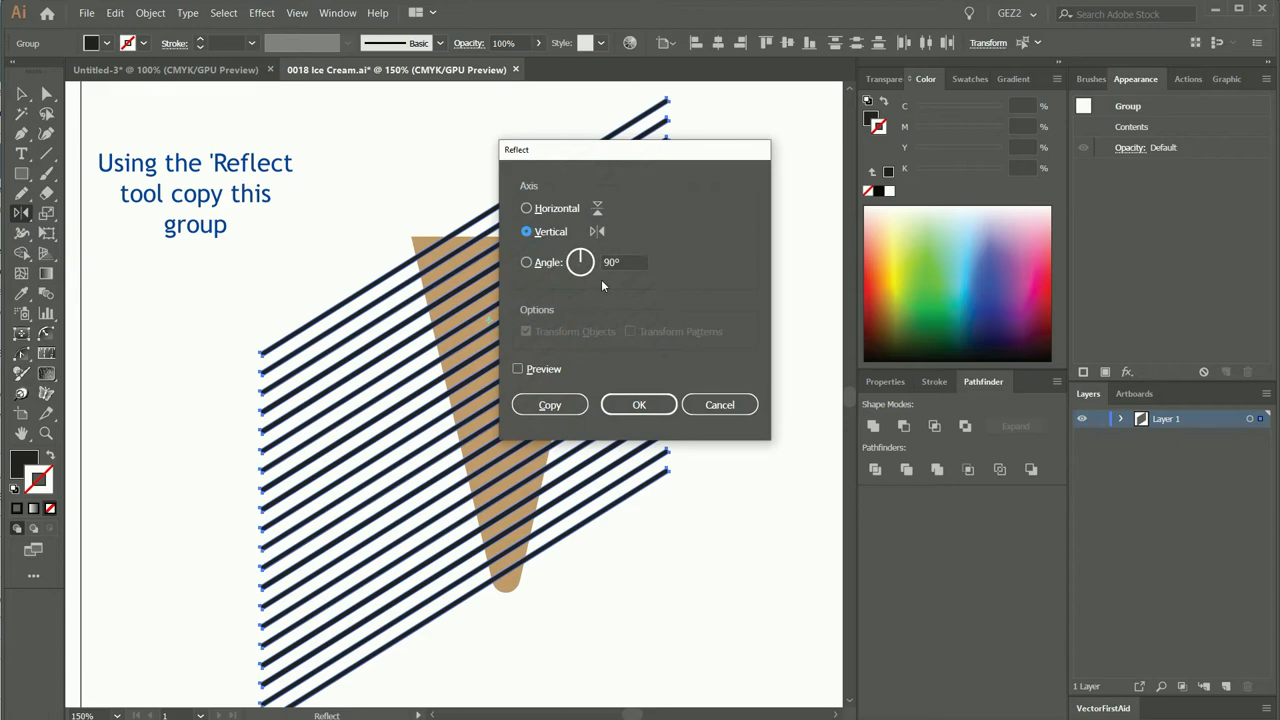 Ai File Edit Object Type Select Effect View Window Help GEZ2 Search Adobe Stock
Group Stroke: Basic Opacity: 100% Style: Transform
Untitled-3* @ 100% (CMYK/GPU Preview) × 0018 Ice Cream.ai* @ 150% (CMYK/GPU Preview) ×
Transpare Color Swatches Gradient
Brushes Appearance Actions Graphic
C %
M %
Y %
K %
Group
Contents
Opacity: Default
Using the 'Reflect
tool copy this
group
Reflect
Axis
Horizontal
Vertical
Angle: 90°
Options
Transform Objects Transform Patterns
Preview
Copy OK Cancel
Properties Stroke Pathfinder
Shape Modes:
Expand
Pathfinders:
Layers Artboards
Layer 1
1 Layer
VectorFirstAid
150% 1 Reflect